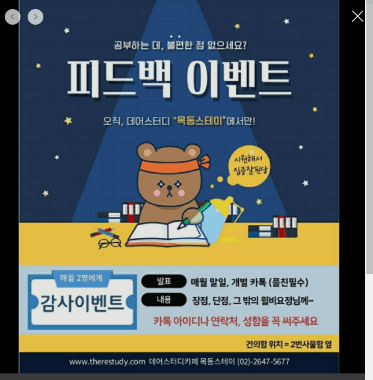 공부하는 데, 불편한 점 없으세요?
피드백 이벤트
오직, 데어스터디 "목동스테이"에서만!
시원해서
집중잘된당
매월 2명에게
감사이벤트
발표 매월 말일, 개별 카톡 (플친필수)
내용 장점, 단점, 그 밖의 월비요정님께~
카톡 아이디나 연락처, 성함을 꼭 써주세요
건의함 위치 = 2번사물함 옆
www.therestudy.com 데어스터디카페 목동스테이 (02)-2647-5677